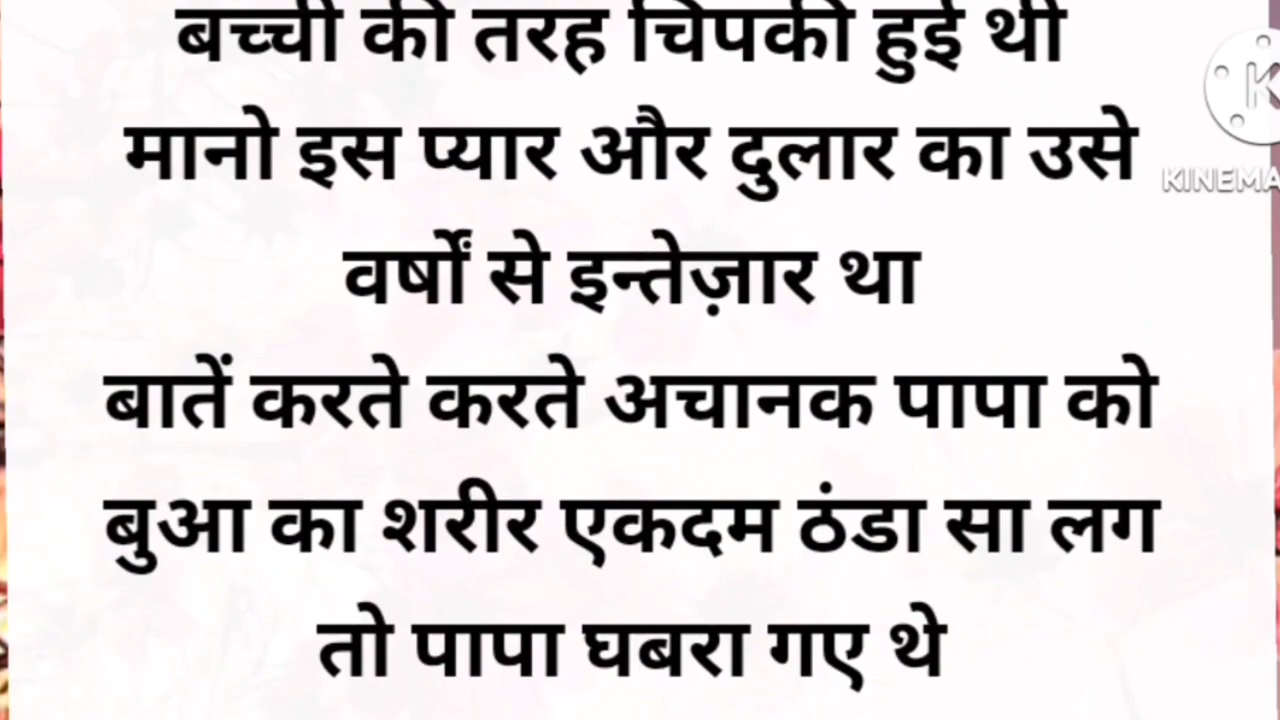 बच्ची की तरह चिपकी हुई थी
मानो इस प्यार और दुलार का उसे
वर्षों से इन्तेज़ार था
बातें करते करते अचानक पापा को
बुआ का शरीर एकदम ठंडा सा लग
तो पापा घबरा गए थे
K
KINEMA